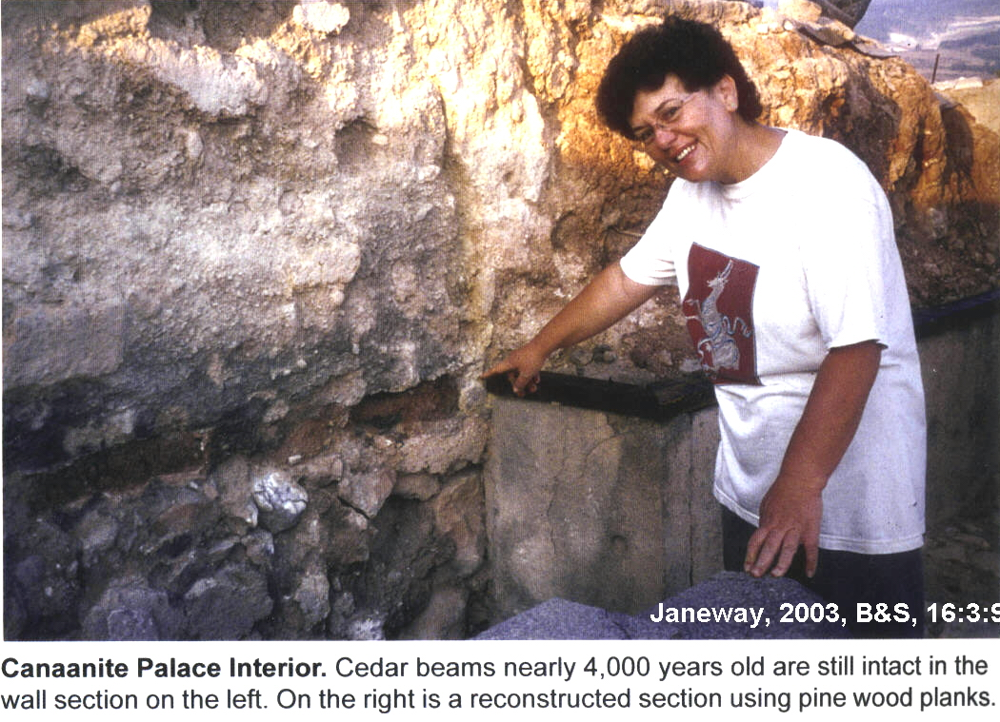 Janeway, 2003, B&S, 16:3:9
Canaanite Palace Interior. Cedar beams nearly 4,000 years old are still intact in the
wall section on the left. On the right is a reconstructed section using pine wood planks.